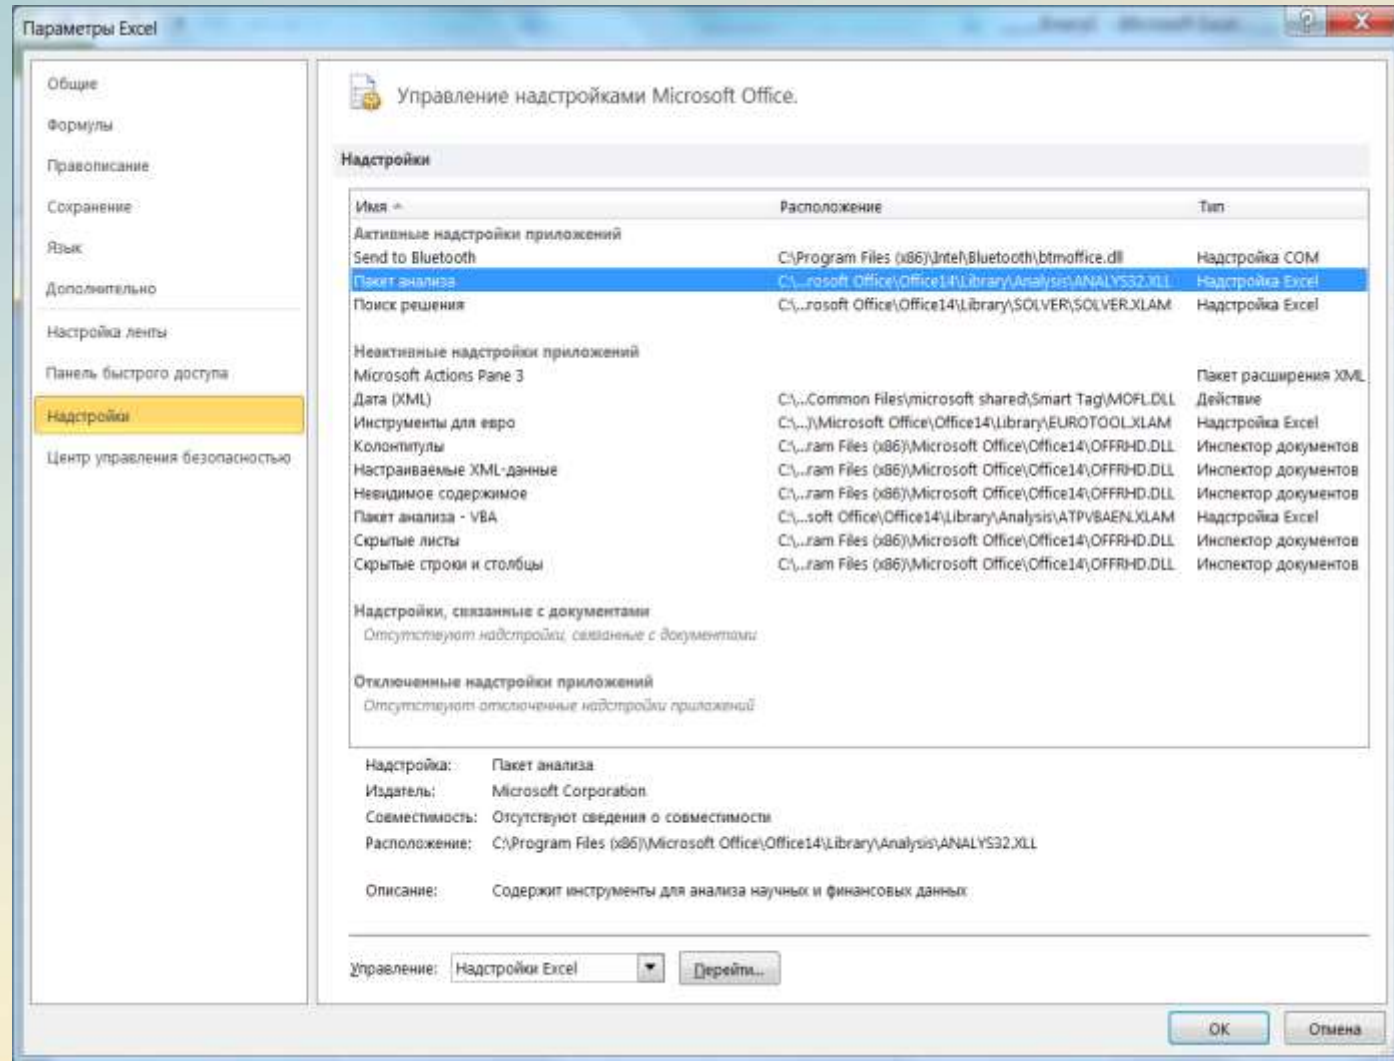 Параметры Excel
Общие
Формулы
Правописание
Сохранение
Язык
Дополнительно
Настройка ленты
Панель быстрого доступа
Надстройки
Центр управления безопасностью
Управление надстройками Microsoft Office.
Надстройки
Имя Расположение Тип
Активные надстройки приложений
Send to Bluetooth C:\Program Files (x86)\Intel\Bluetooth\btmoffice.dll Надстройка COM
Пакет анализа C:\...rosoft Office\Office14\Library\Analysis\ANALYS32.XLL Надстройка Excel
Поиск решения C:\...rosoft Office\Office14\Library\SOLVER\SOLVER.XLAM Надстройка Excel
Неактивные надстройки приложений
Microsoft Actions Pane 3 Пакет расширения XML
Дата (XML) C:\...Common Files\microsoft shared\Smart Tag\MOFL.DLL Действие
Инструменты для евро C:\...)\Microsoft Office\Office14\Library\EUROTOOL.XLAM Надстройка Excel
Колонтитулы C:\...ram Files (x86)\Microsoft Office\Office14\OFFRHD.DLL Инспектор документов
Настраиваемые XML-данные C:\...ram Files (x86)\Microsoft Office\Office14\OFFRHD.DLL Инспектор документов
Невидимое содержимое C:\...ram Files (x86)\Microsoft Office\Office14\OFFRHD.DLL Инспектор документов
Пакет анализа - VBA C:\...soft Office\Office14\Library\Analysis\ATPVBAEN.XLAM Надстройка Excel
Скрытые листы C:\...ram Files (x86)\Microsoft Office\Office14\OFFRHD.DLL Инспектор документов
Скрытые строки и столбцы C:\...ram Files (x86)\Microsoft Office\Office14\OFFRHD.DLL Инспектор документов
Надстройки, связанные с документами
Отсутствуют надстройки, связанные с документами
Отключенные надстройки приложений
Отсутствуют отключенные надстройки приложений
Надстройка: Пакет анализа
Издатель: Microsoft Corporation
Совместимость: Отсутствуют сведения о совместимости
Расположение: C:\Program Files (x86)\Microsoft Office\Office14\Library\Analysis\ANALYS32.XLL
Описание: Содержит инструменты для анализа научных и финансовых данных
Управление: Надстройки Excel Перейти...
ОК Отмена